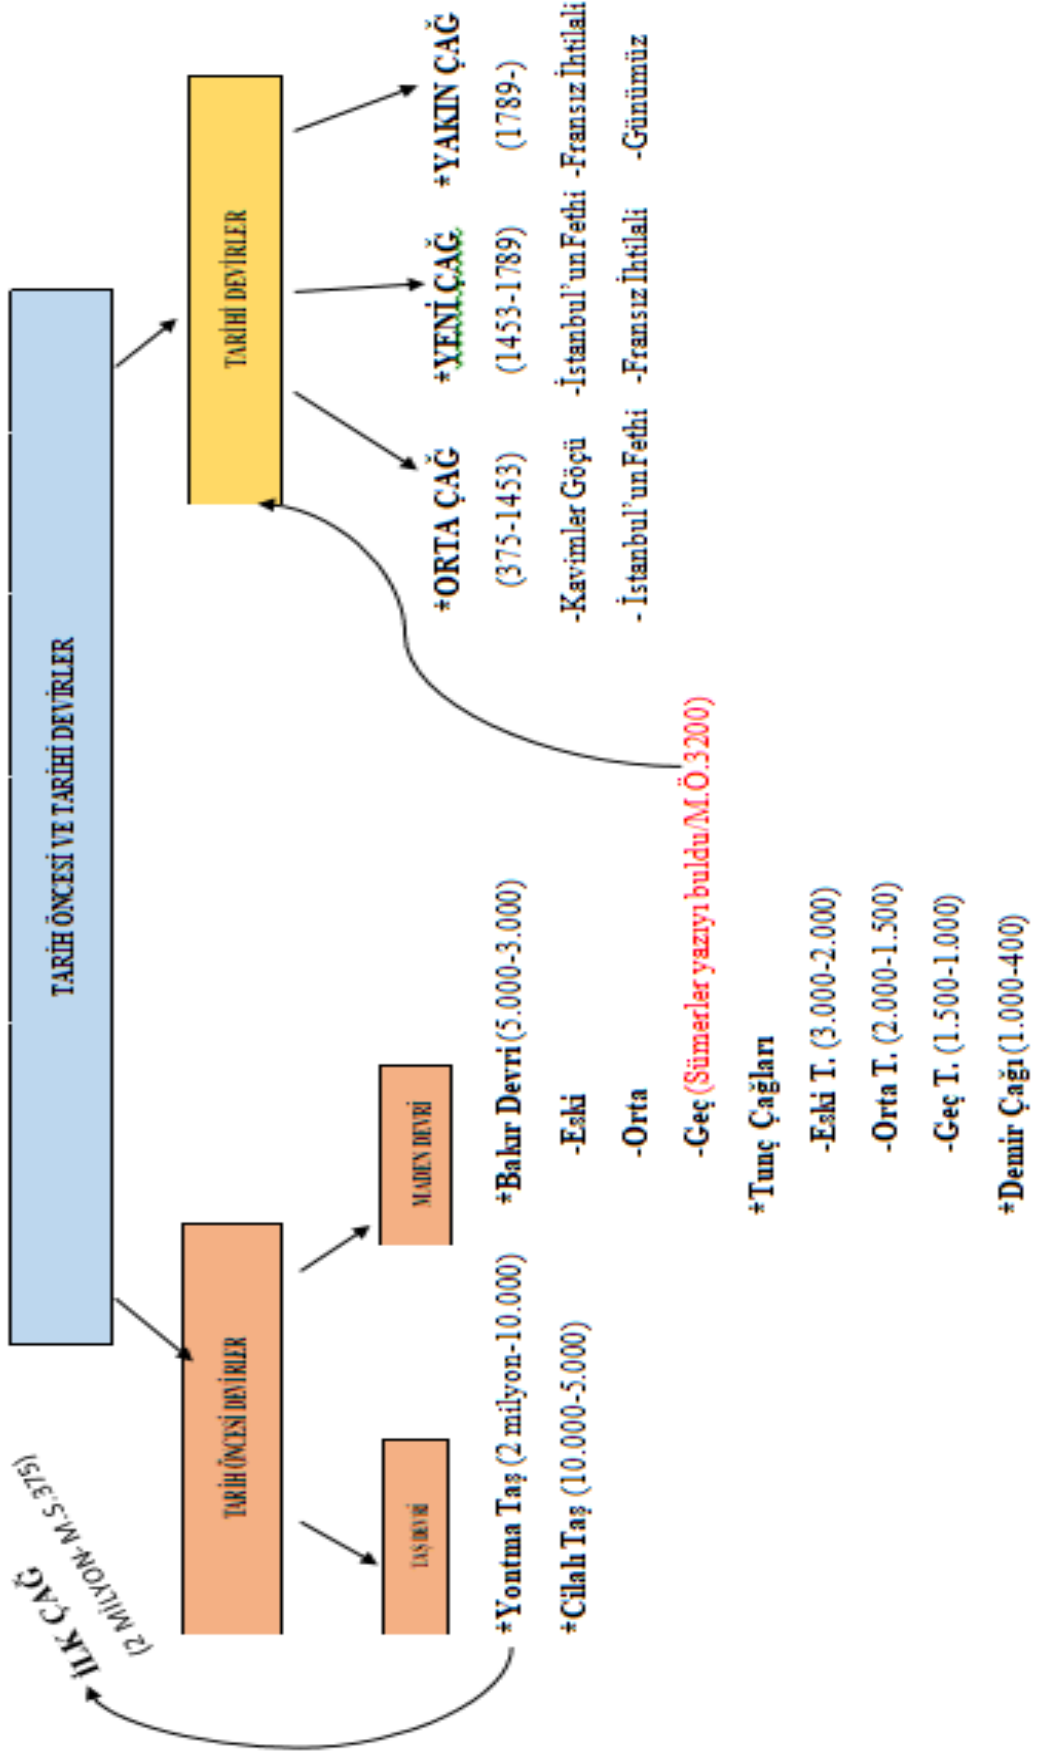 TARİH ÖNCESİ VE TARİHİ DEVİRLER
İLK ÇAĞ
(2 MİLYON-M.S.375)
TARİH ÖNCESİ DEVİRLER
TARİHİ DEVİRLER
TAŞ DEVRİ
MADEN DEVRİ
*Yontma Taş (2 milyon-10.000)
*Cilalı Taş (10.000-5.000)
*Bakır Devri (5.000-3.000)
-Eski
-Orta
-Geç (Sümerler yazıyı buldu/M.Ö.3200)
*Tunç Çağları
-Eski T. (3.000-2.000)
-Orta T. (2.000-1.500)
-Geç T. (1.500-1.000)
*Demir Çağı (1.000-400)
*ORTA ÇAĞ *YENİ ÇAĞ *YAKIN ÇAĞ
(375-1453) (1453-1789) (1789-)
-Kavimler Göçü -İstanbul'un Fethi -Fransız İhtilali
- İstanbul'un Fethi -Fransız İhtilali -Günümüz